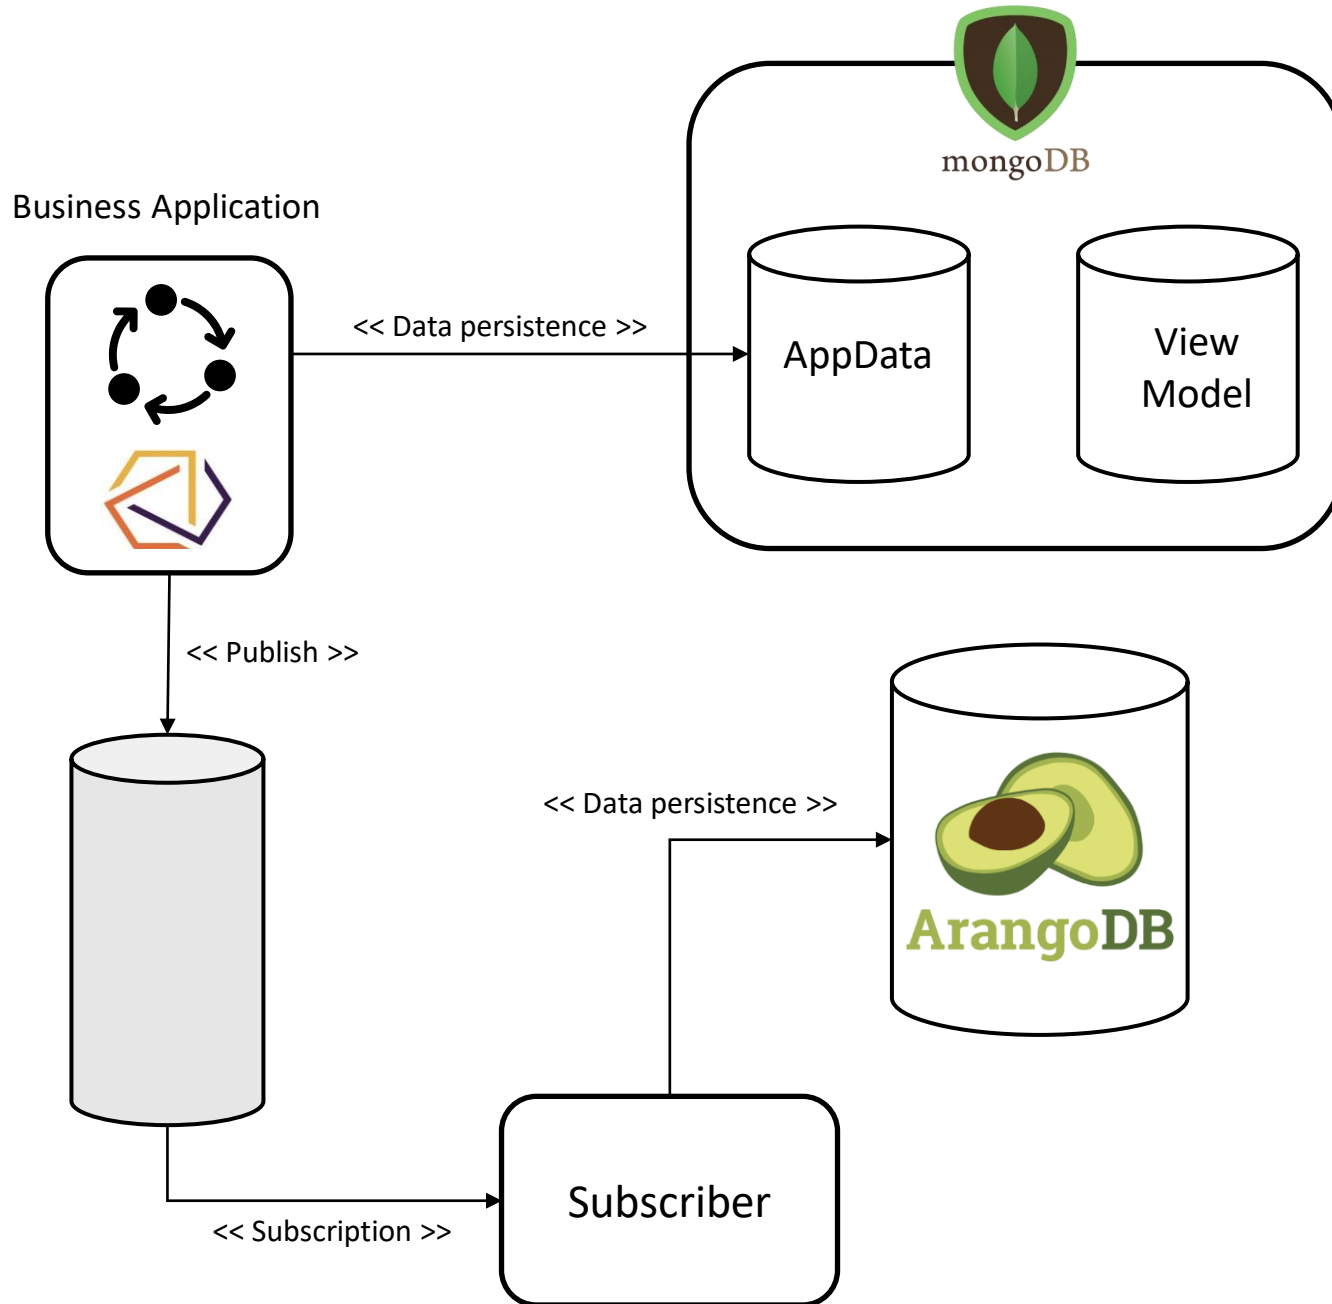 mongoDB
Business Application
<< Data persistence >>
AppData
View
Model
<< Publish >>
<< Data persistence >>
ArangoDB
Subscriber
<< Subscription >>